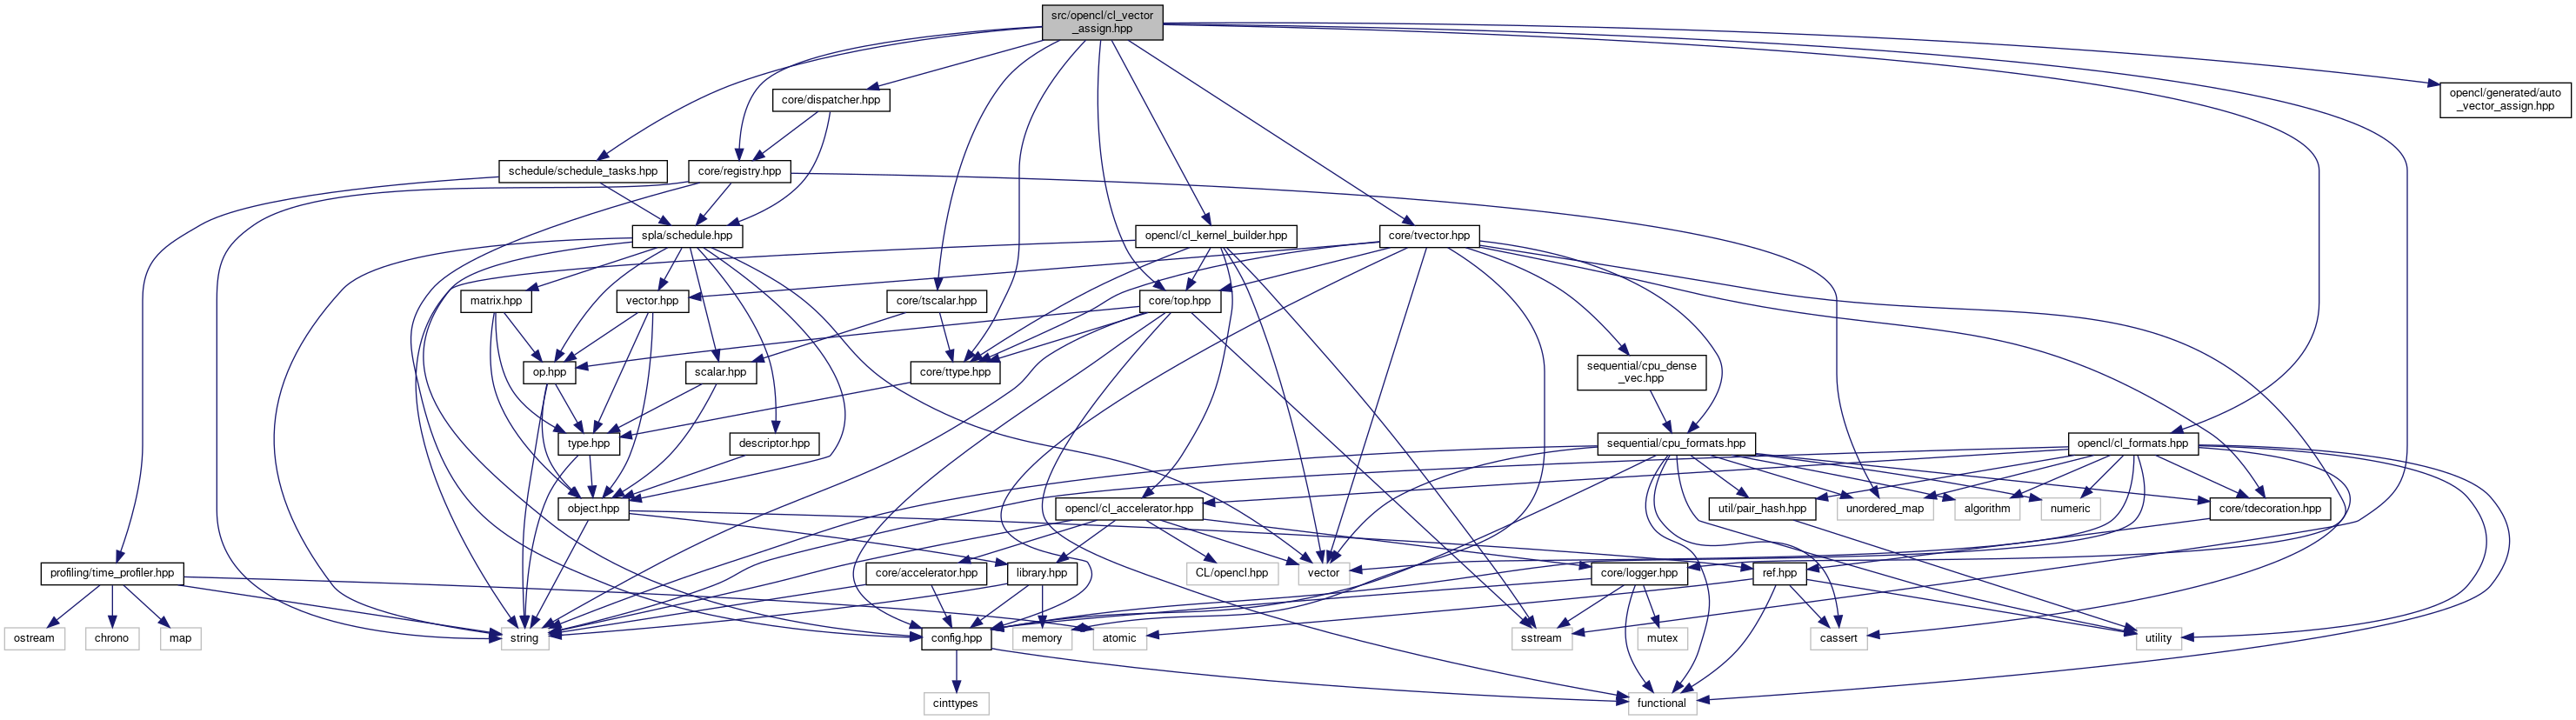 src/opencl/cl_vector
_assign.hpp
core/dispatcher.hpp
opencl/generated/auto
_vector_assign.hpp
schedule/schedule_tasks.hpp
core/registry.hpp
spla/schedule.hpp
opencl/cl_kernel_builder.hpp
core/tvector.hpp
matrix.hpp
vector.hpp
core/tscalar.hpp
core/top.hpp
op.hpp
scalar.hpp
core/ttype.hpp
sequential/cpu_dense
_vec.hpp
type.hpp
descriptor.hpp
sequential/cpu_formats.hpp
opencl/cl_formats.hpp
object.hpp
opencl/cl_accelerator.hpp
util/pair_hash.hpp
unordered_map
algorithm
numeric
core/tdecoration.hpp
profiling/time_profiler.hpp
core/accelerator.hpp
library.hpp
CL/opencl.hpp
vector
core/logger.hpp
ref.hpp
ostream
chrono
map
string
config.hpp
memory
atomic
sstream
mutex
cassert
utility
cinttypes
functional